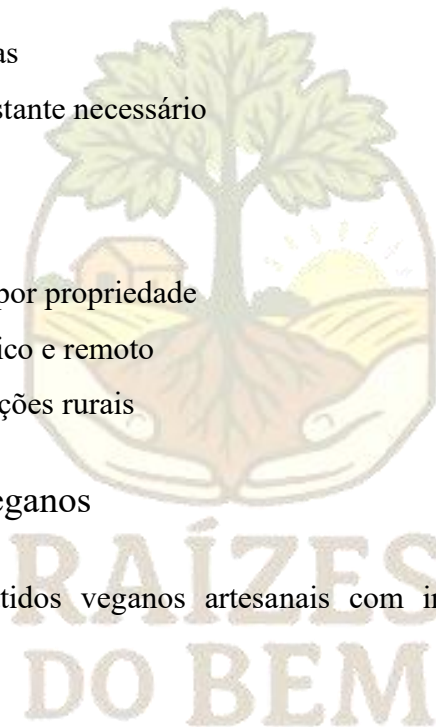 as
stante necessário
por propriedade
ico e remoto
ções rurais
eganos
tidos veganos artesanais com in
RAÍZES
DO BEM